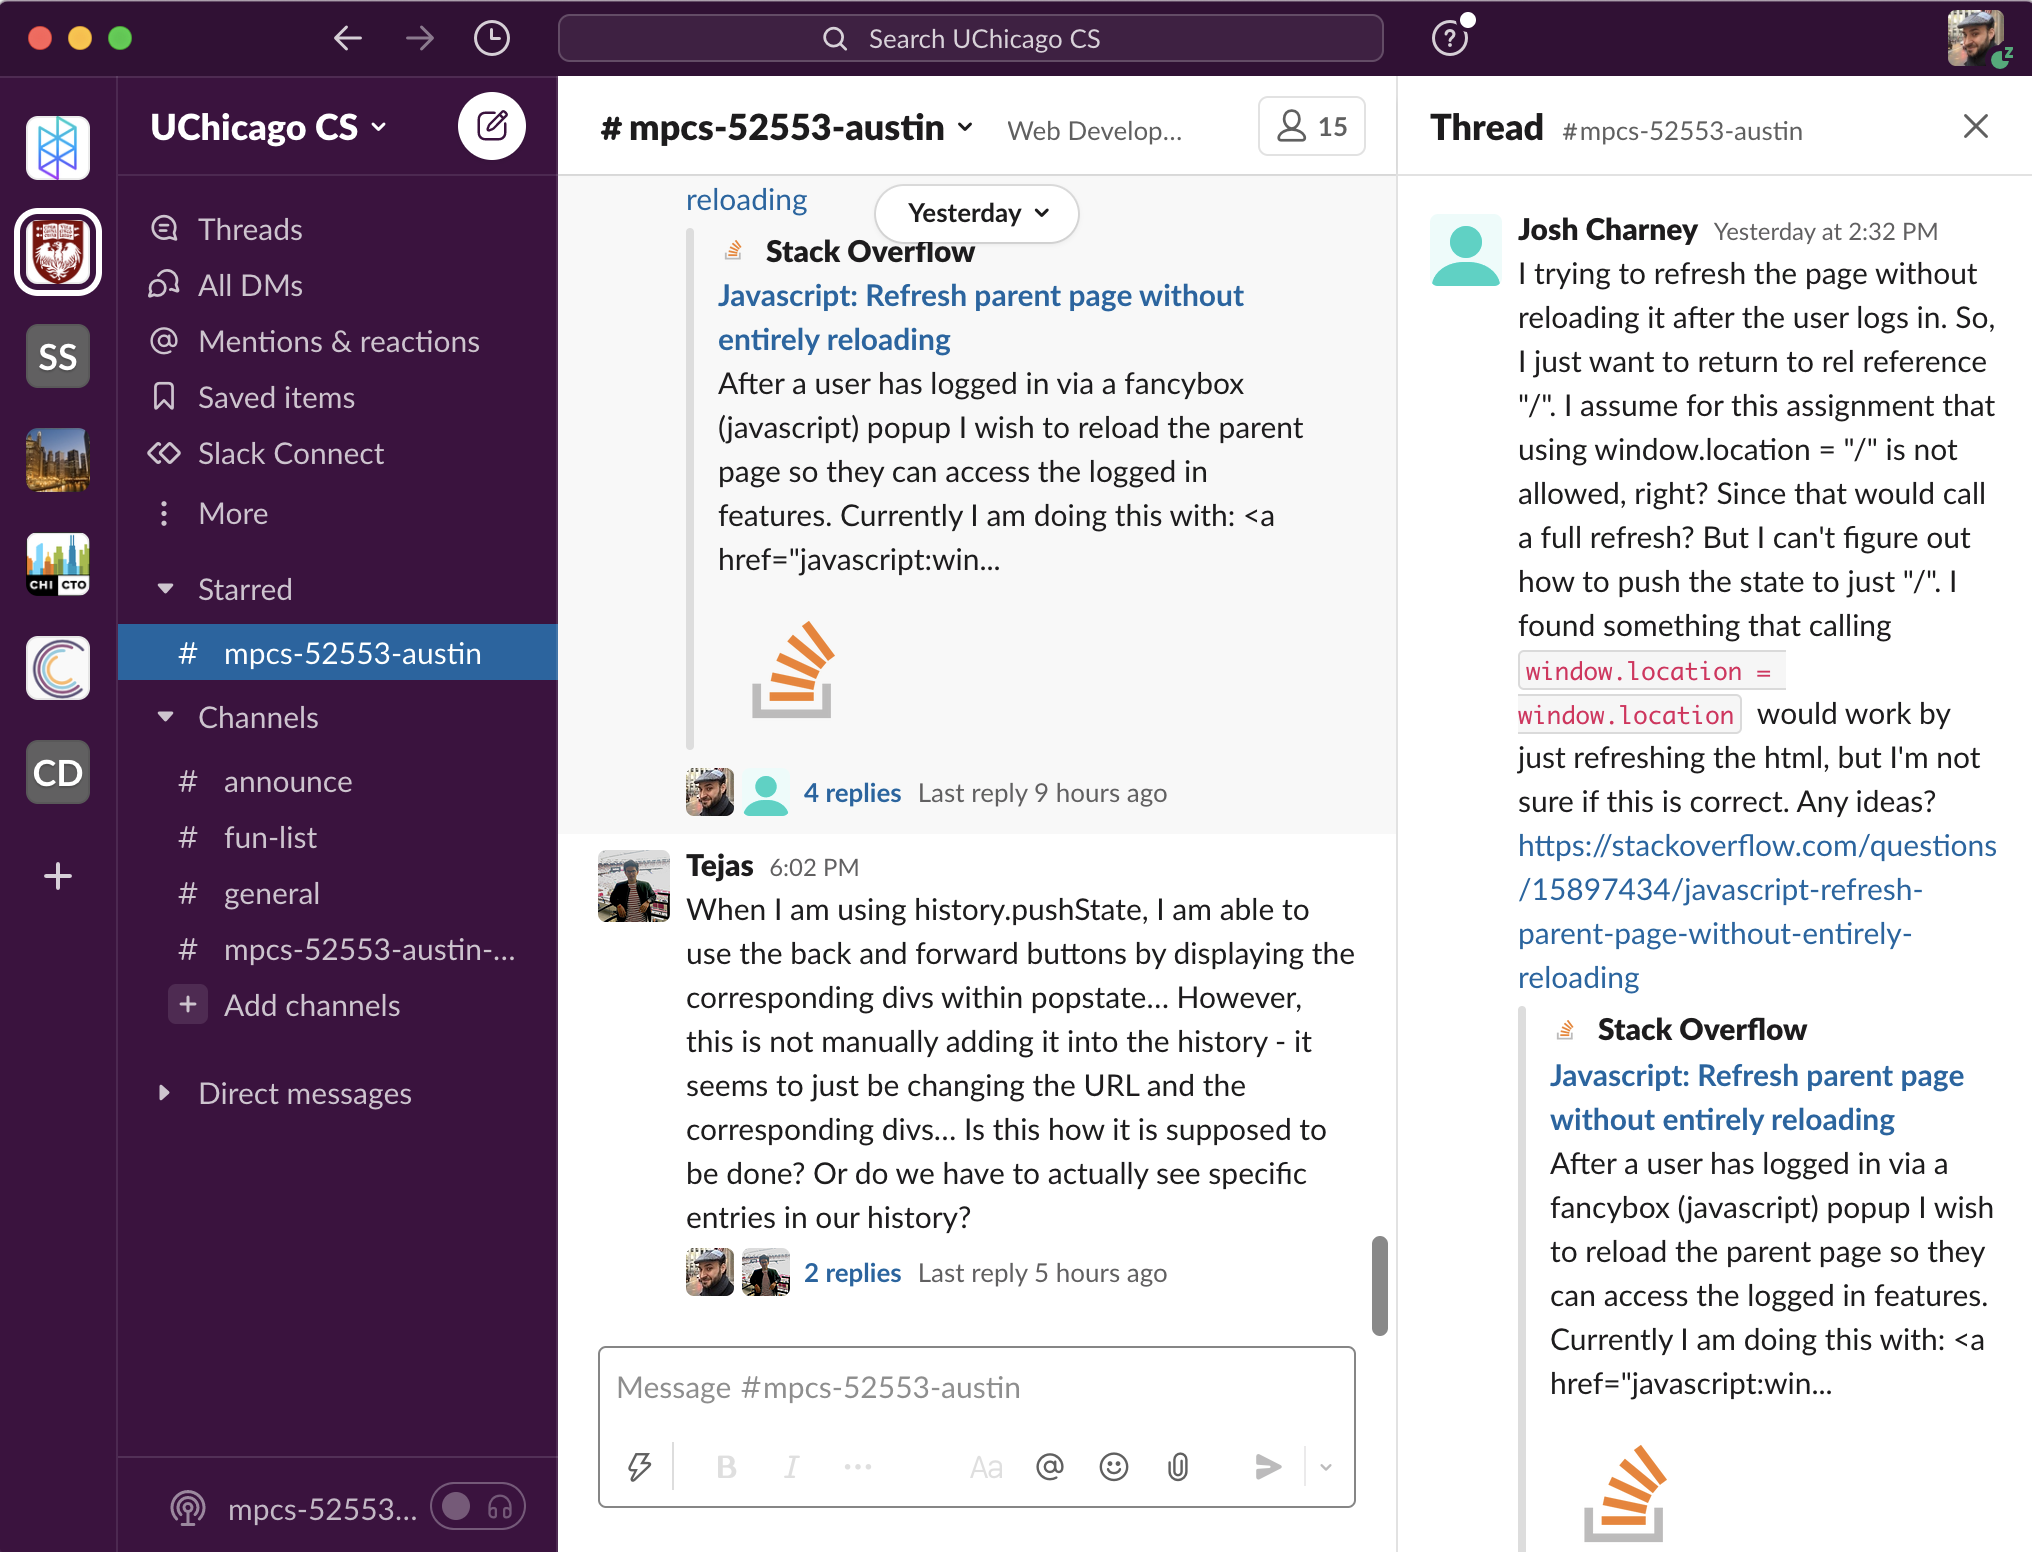 Search UChicago CS
UChicago CS
Threads
All DMs
Mentions & reactions
Saved items
Slack Connect
More
Starred
# mpcs-52553-austin
Channels
# announce
# fun-list
# general
# mpcs-52553-austin-...
+ Add channels
Direct messages
mpcs-52553...
SS
CHI CTO
CD
+
# mpcs-52553-austin
Web Develop...
15
reloading
Yesterday
Stack Overflow
Javascript: Refresh parent page without
entirely reloading
After a user has logged in via a fancybox
(javascript) popup I wish to reload the parent
page so they can access the logged in
features. Currently I am doing this with: <a
href="javascript:win...
4 replies Last reply 9 hours ago
Tejas 6:02 PM
When I am using history.pushState, I am able to
use the back and forward buttons by displaying the
corresponding divs within popstate... However,
this is not manually adding it into the history - it
seems to just be changing the URL and the
corresponding divs... Is this how it is supposed to
be done? Or do we have to actually see specific
entries in our history?
2 replies Last reply 5 hours ago
Message #mpcs-52553-austin
B I ... Aa @
Thread #mpcs-52553-austin
Josh Charney Yesterday at 2:32 PM
I trying to refresh the page without
reloading it after the user logs in. So,
I just want to return to rel reference
"/". I assume for this assignment that
using window.location = "/" is not
allowed, right? Since that would call
a full refresh? But I can't figure out
how to push the state to just "/". I
found something that calling
window.location =
window.location would work by
just refreshing the html, but I'm not
sure if this is correct. Any ideas?
https://stackoverflow.com/questions
/15897434/javascript-refresh-
parent-page-without-entirely-
reloading
Stack Overflow
Javascript: Refresh parent page
without entirely reloading
After a user has logged in via a
fancybox (javascript) popup I wish
to reload the parent page so they
can access the logged in features.
Currently I am doing this with: <a
href="javascript:win...